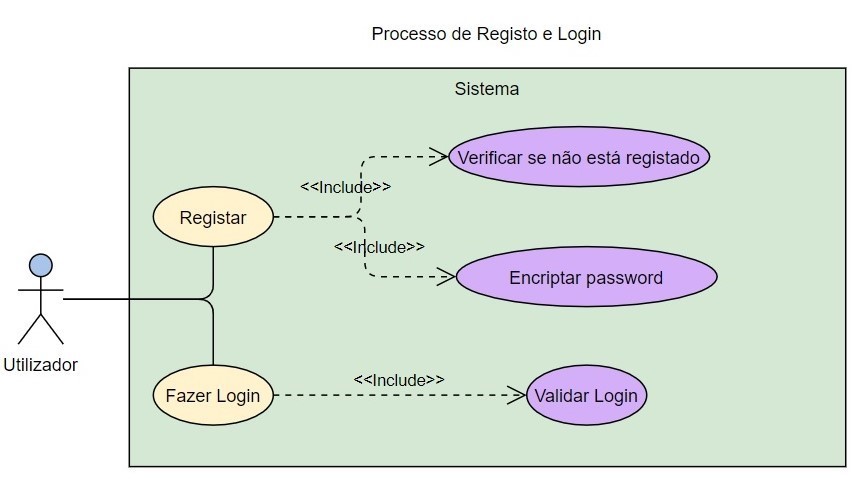 Processo de Registo e Login
Sistema
Verificar se não está registado
<<Include>>
Registar
<<Include>>
Encriptar password
Utilizador
<<Include>>
Fazer Login
Validar Login